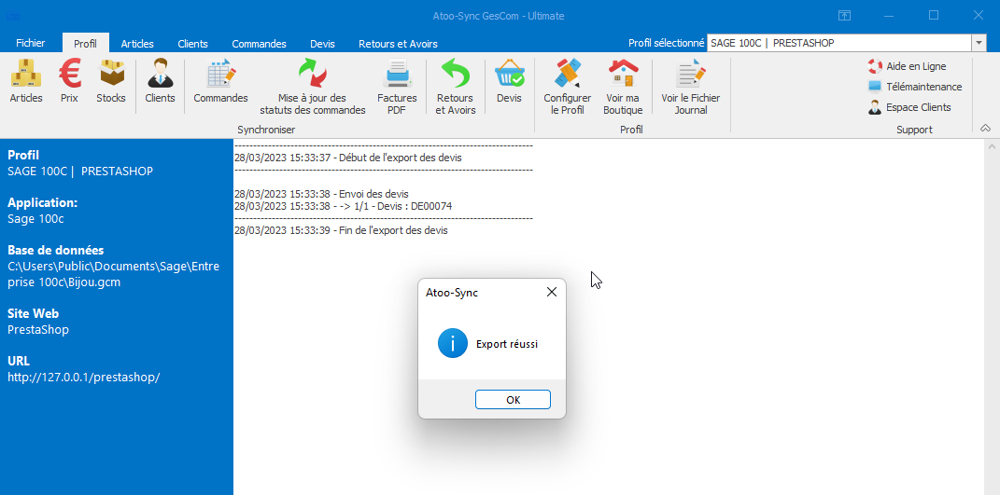 Atoo-Sync GesCom - Ultimate
Fichier Profil Articles Clients Commandes Devis Retours et Avoirs Profil sélectionné SAGE 100C | PRESTASHOP
Articles Prix Stocks Clients Commandes Mise à jour des statuts des commandes Factures PDF Retours et Avoirs Devis Configurer le Profil Voir ma Boutique Voir le Fichier Journal
Aide en Ligne
Télémaintenance
Espace Clients
Synchroniser Profil Support
Profil
SAGE 100C | PRESTASHOP
Application:
Sage 100c
Base de données
C:\Users\Public\Documents\Sage\Entre
prise 100c\Bijou.gcm
Site Web
PrestaShop
URL
http://127.0.0.1/prestashop/
--------------------------------------------------------------------------------
28/03/2023 15:33:37 - Début de l'export des devis
--------------------------------------------------------------------------------
28/03/2023 15:33:38 - Envoi des devis
28/03/2023 15:33:38 - -> 1/1 - Devis : DE00074
--------------------------------------------------------------------------------
28/03/2023 15:33:39 - Fin de l'export des devis
Atoo-Sync
Export réussi
OK